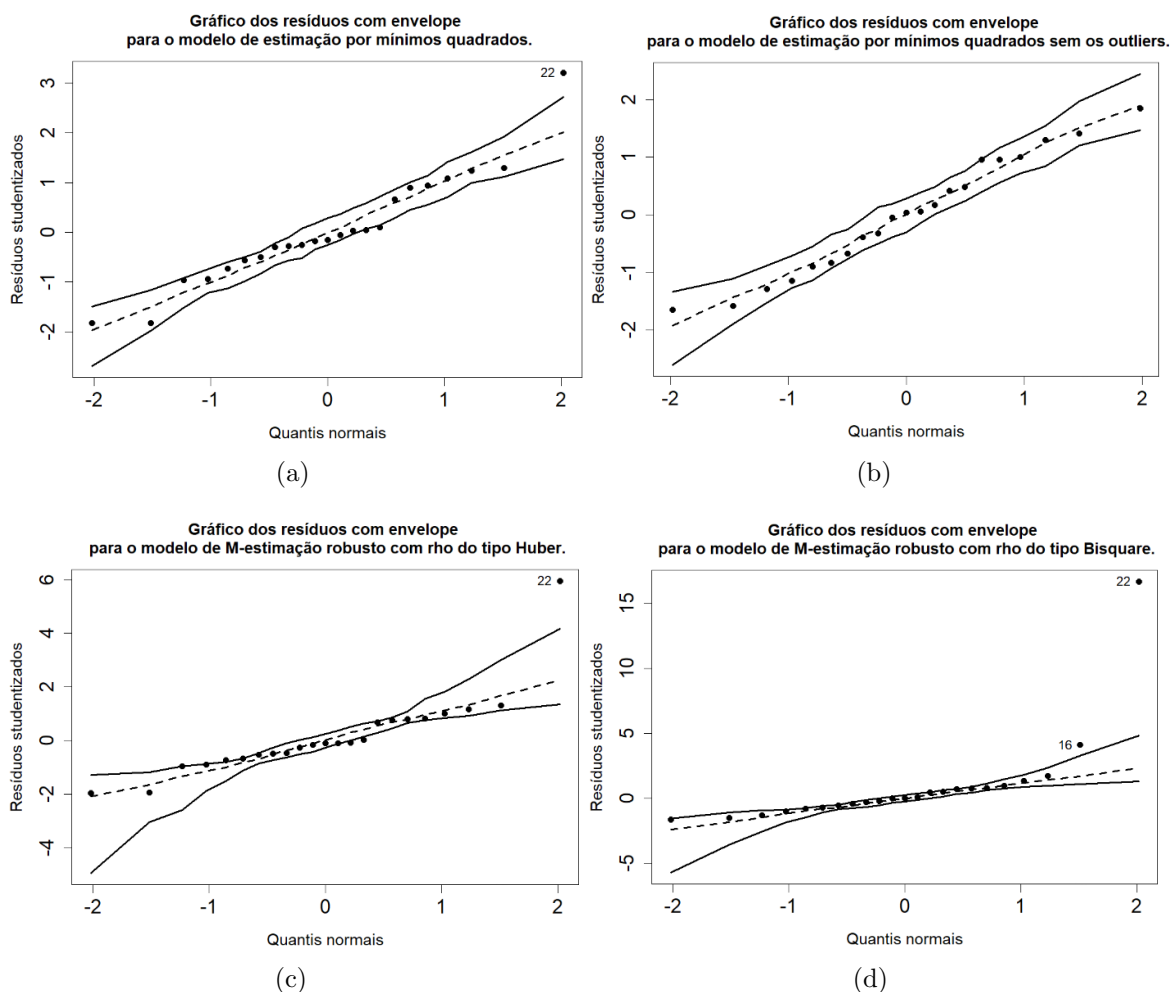 Gráfico dos resíduos com envelope
para o modelo de estimação por mínimos quadrados.
3
2
1
0
-1
-2
Resíduos studentizados
22
-2
-1
0
1
2
Quantis normais
(a)
Gráfico dos resíduos com envelope
para o modelo de estimação por mínimos quadrados sem os outliers.
2
1
0
-1
-2
Resíduos studentizados
-2
-1
0
1
2
Quantis normais
(b)
Gráfico dos resíduos com envelope
para o modelo de M-estimação robusto com rho do tipo Huber.
6
4
2
0
-2
-4
Resíduos studentizados
22
-2
-1
0
1
2
Quantis normais
(c)
Gráfico dos resíduos com envelope
para o modelo de M-estimação robusto com rho do tipo Bisquare.
15
10
5
0
-5
Resíduos studentizados
22
16
-2
-1
0
1
2
Quantis normais
(d)